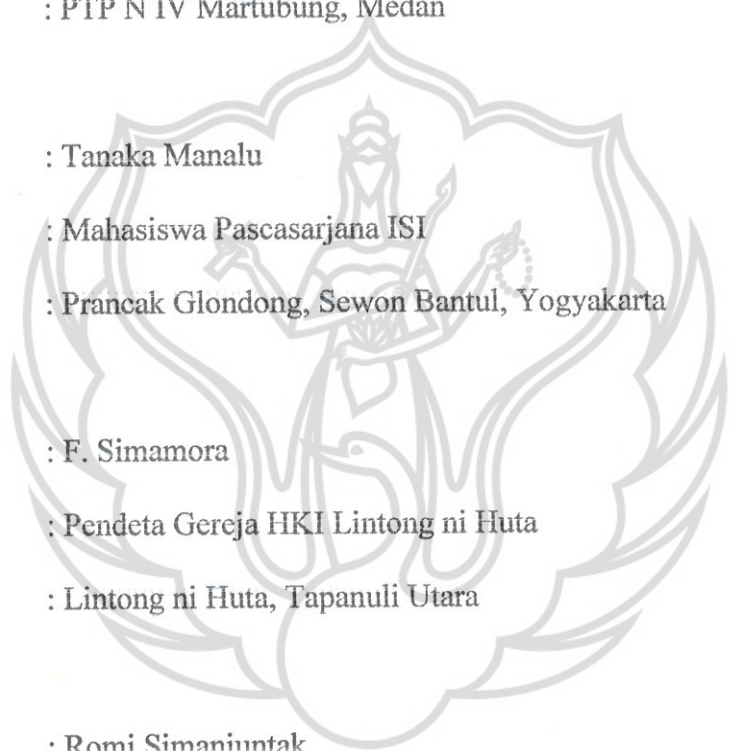 : PTP N IV Martubung, Medan
: Tanaka Manalu
: Mahasiswa Pascasarjana ISI
: Prancak Glondong, Sewon Bantul, Yogyakarta
: F. Simamora
: Pendeta Gereja HKI Lintong ni Huta
: Lintong ni Huta, Tapanuli Utara
: Romi Simanjuntak